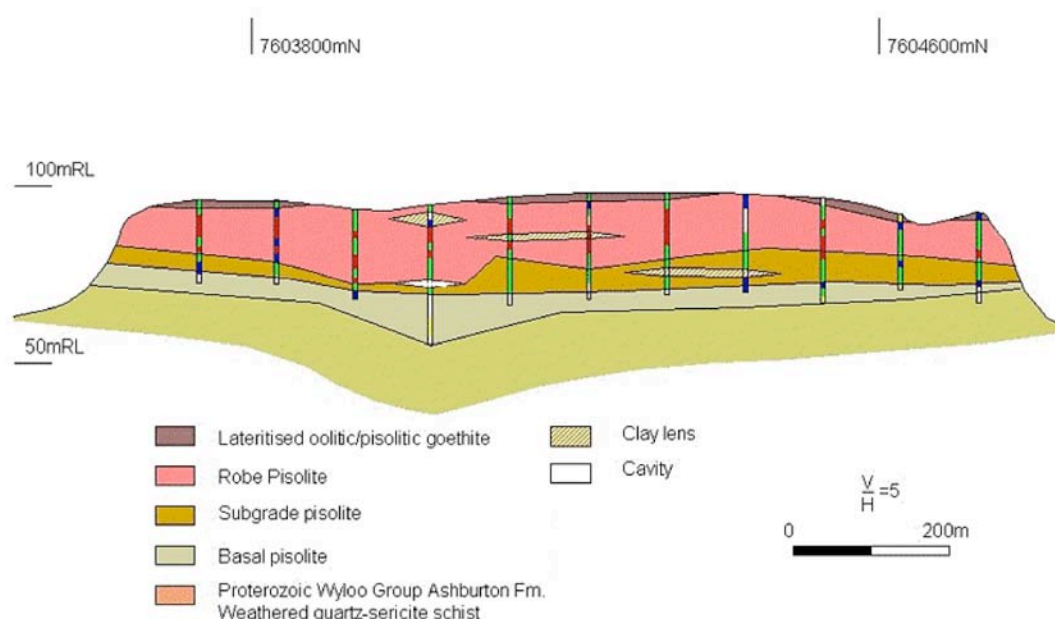 7603800mN
7604600mN
100mRL
50mRL
Lateritised oolitic/pisolitic goethite
Robe Pisolite
Subgrade pisolite
Basal pisolite
Proterozoic Wyloo Group Ashburton Fm.
Weathered quartz-sericite schist
Clay lens
Cavity
V/H =5
0 200m